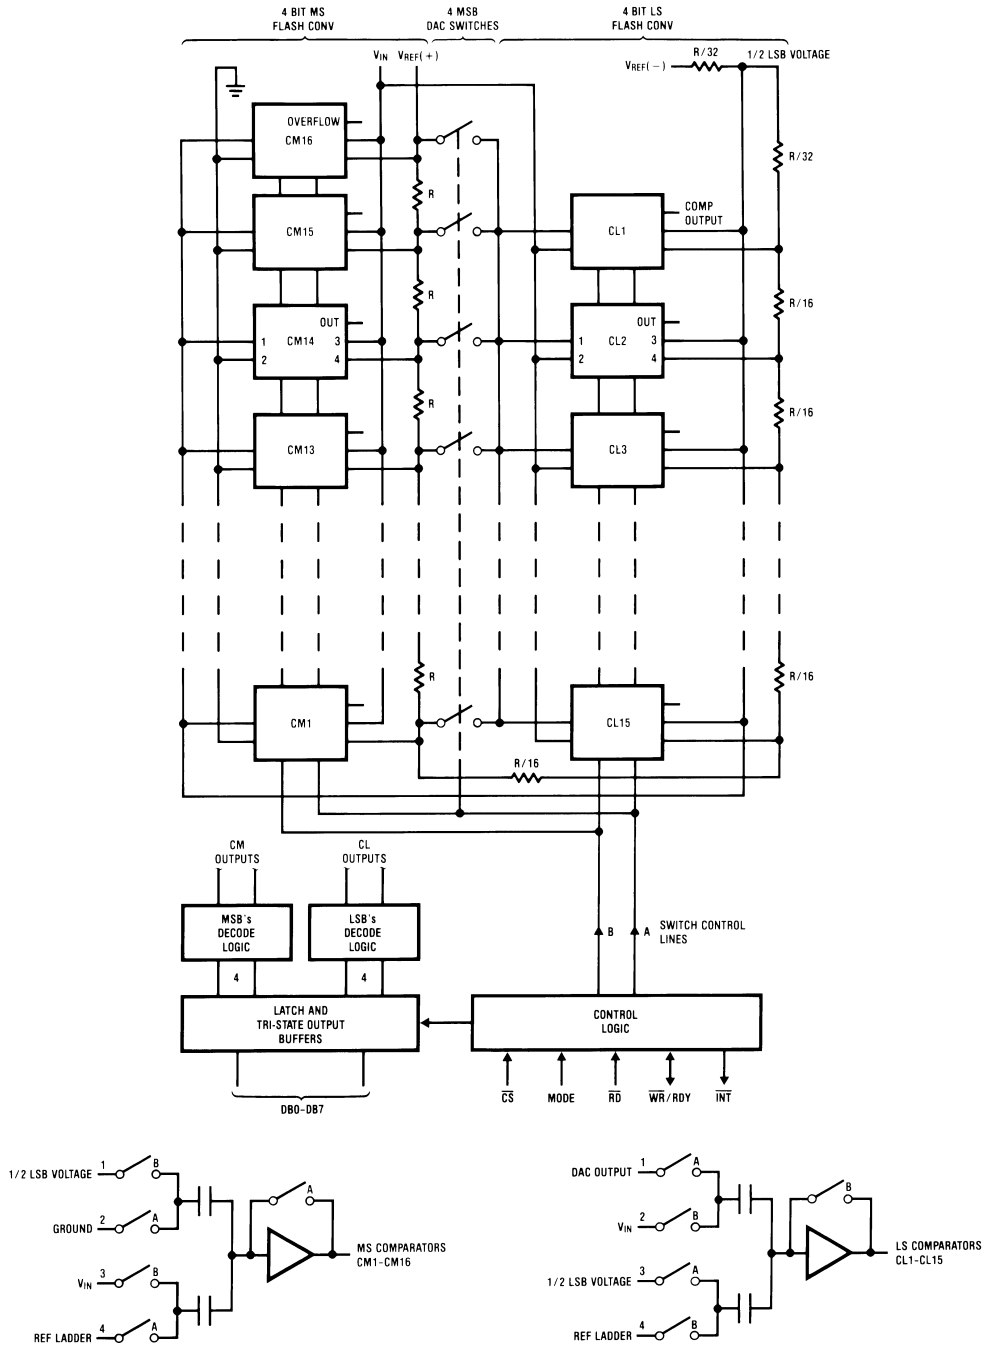 4 BIT MS
FLASH CONV
4 MSB
DAC SWITCHES
4 BIT LS
FLASH CONV
VIN
VREF(+)
VREF(−)
R/32
1/2 LSB VOLTAGE
OVERFLOW
CM16
R/32
R
CM15
CL1
COMP
OUTPUT
R
R/16
OUT
1
CM14
3
2
4
OUT
1
CL2
3
2
4
R
R/16
CM13
CL3
R
R/16
CM1
CL15
R/16
CM
OUTPUTS
CL
OUTPUTS
MSB's
DECODE
LOGIC
LSB's
DECODE
LOGIC
B
A
SWITCH CONTROL
LINES
4
4
LATCH AND
TRI-STATE OUTPUT
BUFFERS
CONTROL
LOGIC
CS
MODE
RD
WR/RDY
INT
DB0-DB7
1/2 LSB VOLTAGE
1
B
GROUND
2
A
A
VIN
3
B
REF LADDER
4
A
MS COMPARATORS
CM1-CM16
DAC OUTPUT
1
A
VIN
2
B
B
1/2 LSB VOLTAGE
3
A
REF LADDER
4
B
LS COMPARATORS
CL1-CL15